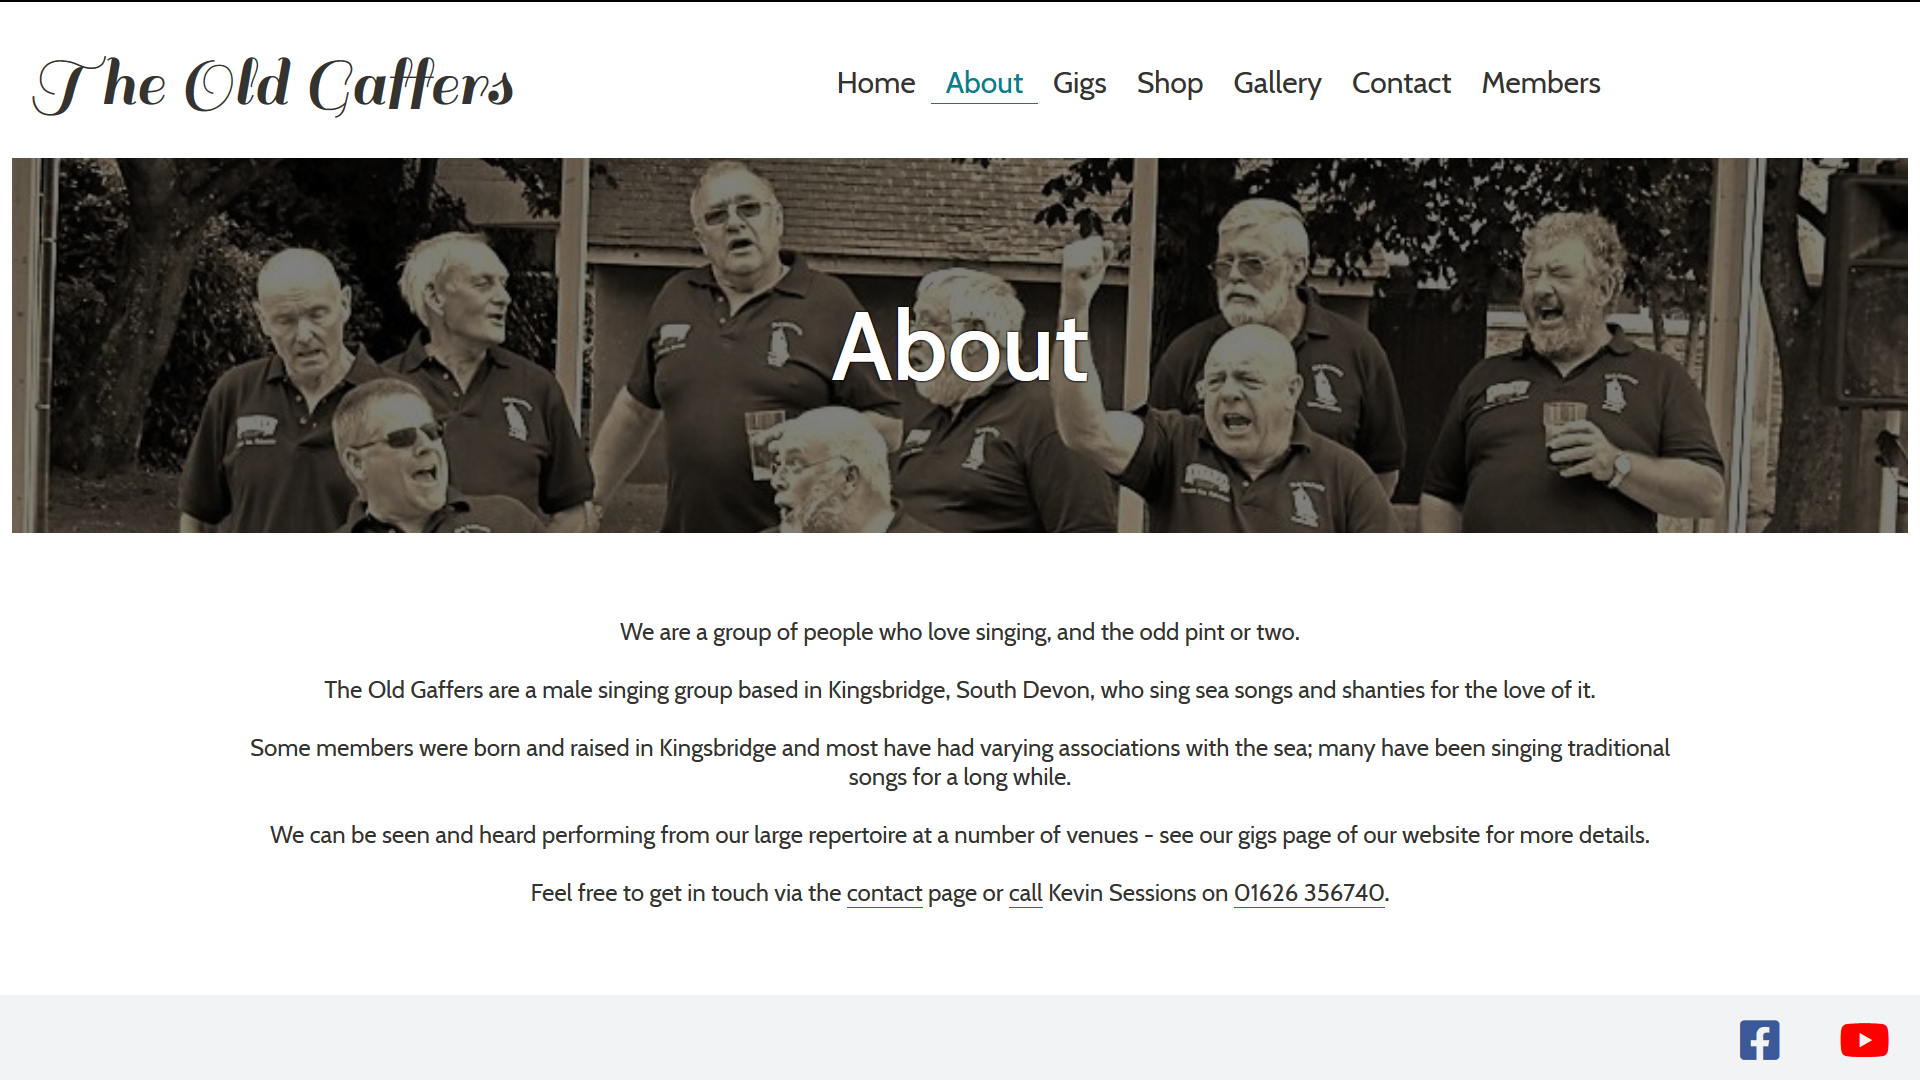 The Old Gaffers
Home About Gigs Shop Gallery Contact Members
About
We are a group of people who love singing, and the odd pint or two.
The Old Gaffers are a male singing group based in Kingsbridge, South Devon, who sing sea songs and shanties for the love of it.
Some members were born and raised in Kingsbridge and most have had varying associations with the sea; many have been singing traditional
songs for a long while.
We can be seen and heard performing from our large repertoire at a number of venues - see our gigs page of our website for more details.
Feel free to get in touch via the contact page or call Kevin Sessions on 01626 356740.